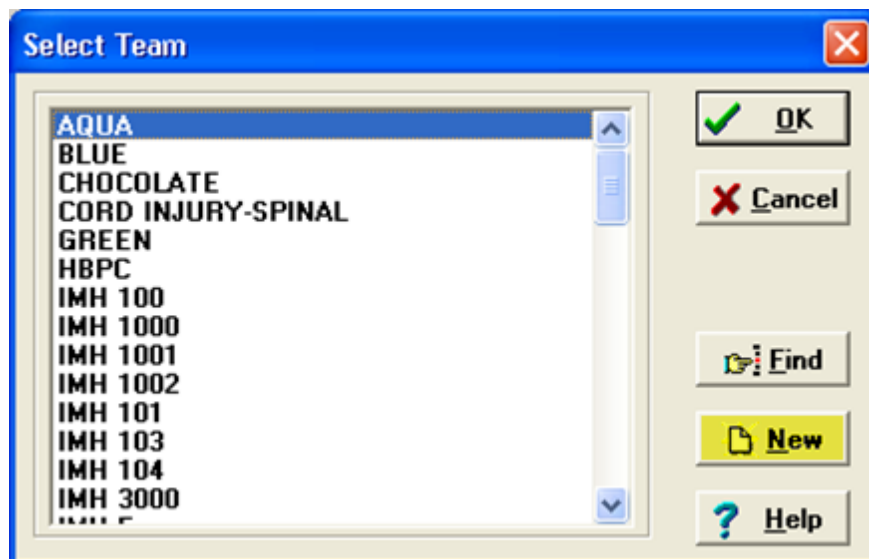 Select Team
AQUA
BLUE
CHOCOLATE
CORD INJURY-SPINAL
GREEN
HBPC
IMH 100
IMH 1000
IMH 1001
IMH 1002
IMH 101
IMH 103
IMH 104
IMH 3000
OK
Cancel
Find
New
Help